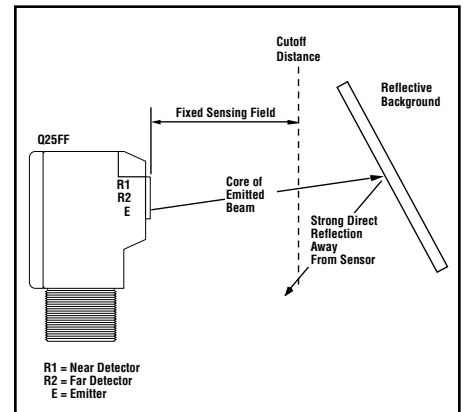 Cutoff
Distance
Reflective
Background
Fixed Sensing Field
Q25FF
R1
R2
E
Core of
Emitted
Beam
Strong Direct
Reflection
Away
From Sensor
R1 = Near Detector
R2 = Far Detector
E = Emitter